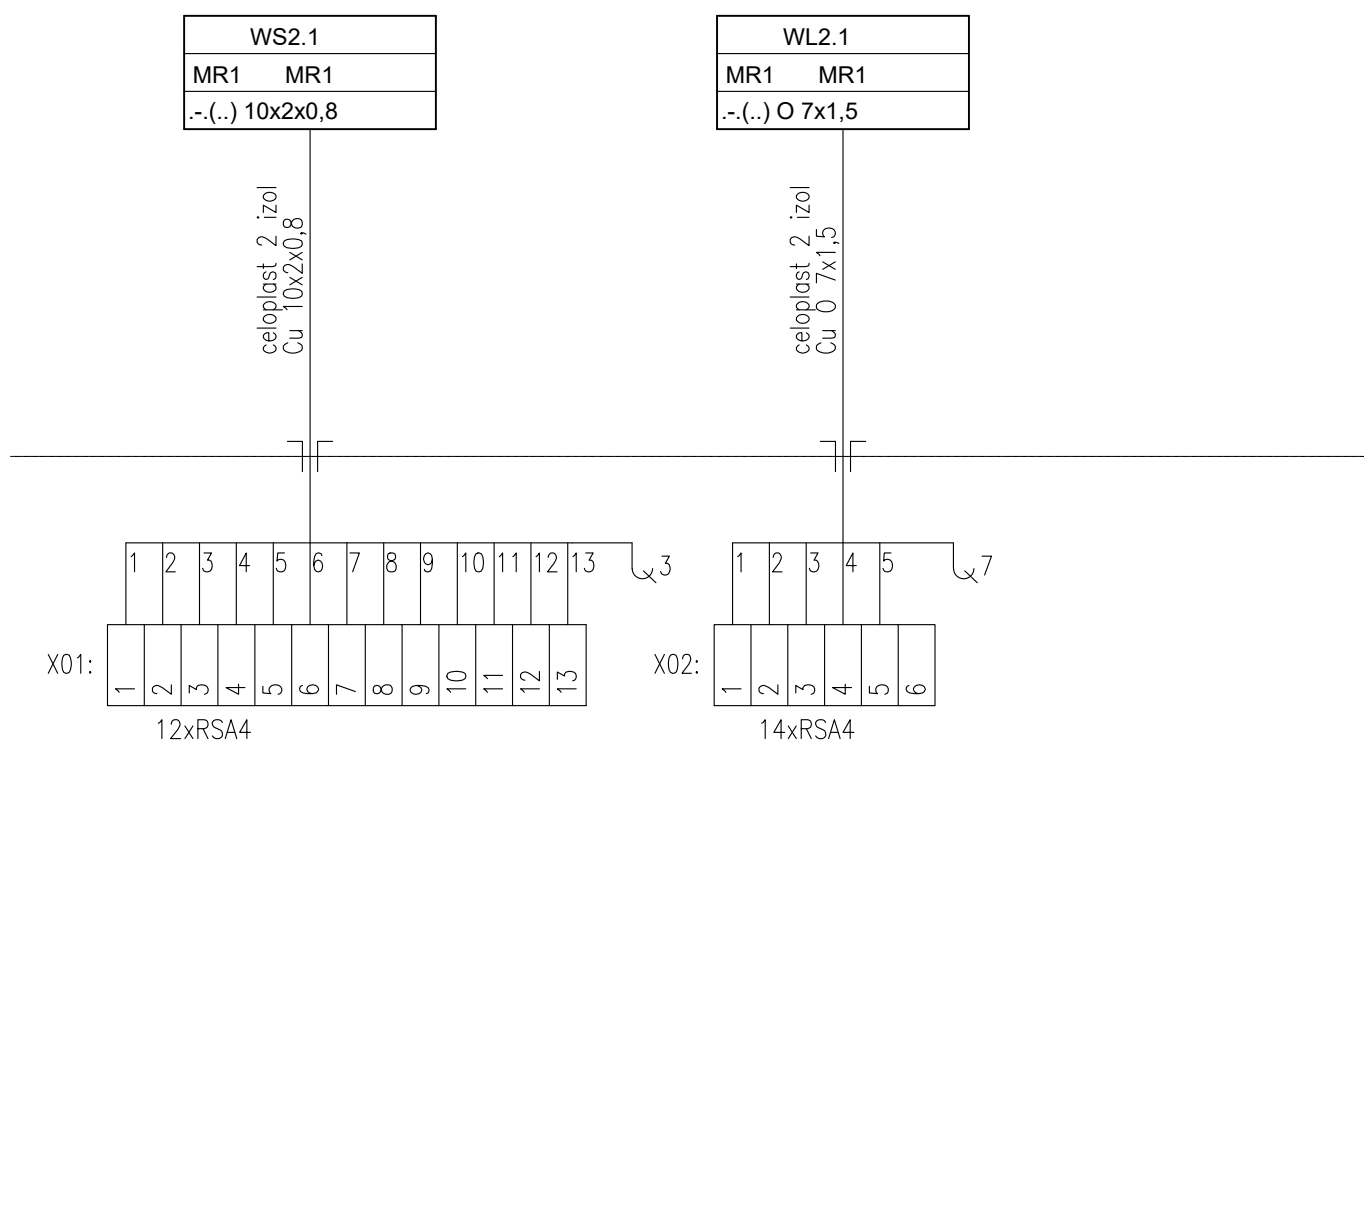 WS2.1
MR1 MR1
.-.(..) 10x2x0,8
WL2.1
MR1 MR1
.-.(..) O 7x1,5
celoplast 2 izol
Cu 10x2x0,8
celoplast 2 izol
Cu O 7x1,5
1 2 3 4 5 6 7 8 9 10 11 12 13 3
1 2 3 4 5 7
X01: 1 2 3 4 5 6 7 8 9 10 11 12 13
12xRSA4
X02: 1 2 3 4 5 6
14xRSA4